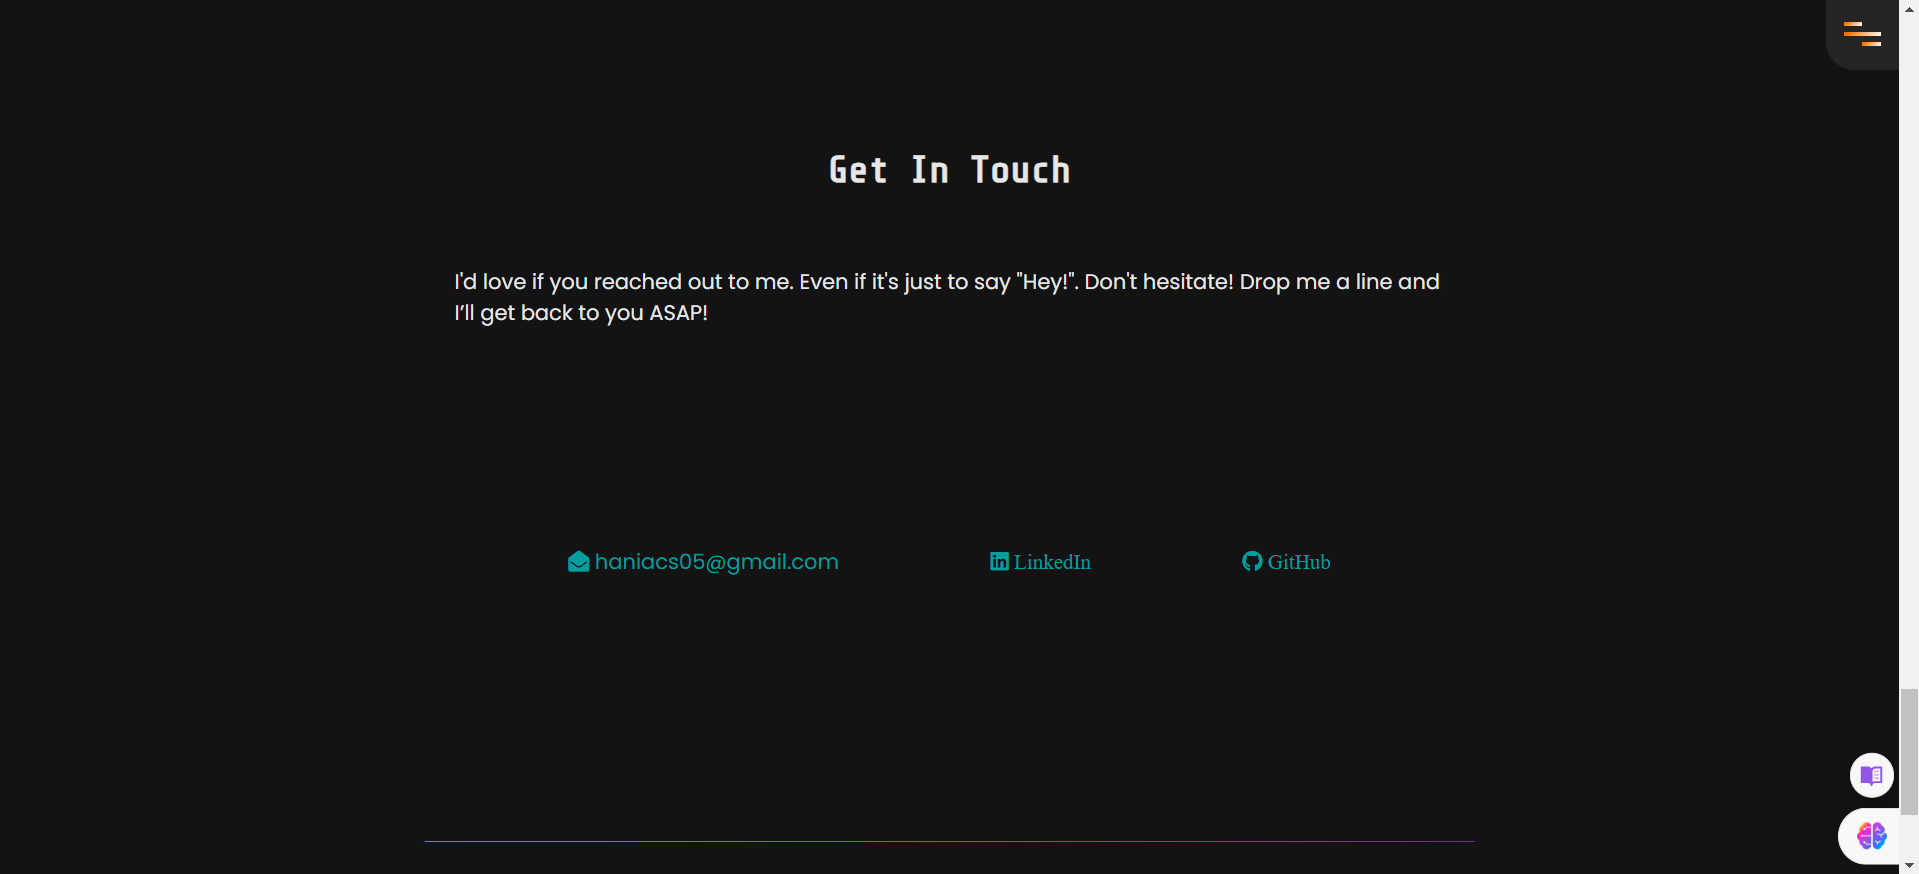 Get In Touch
I'd love if you reached out to me. Even if it's just to say "Hey!". Don't hesitate! Drop me a line and
I’ll get back to you ASAP!
haniacs05@gmail.com LinkedIn GitHub